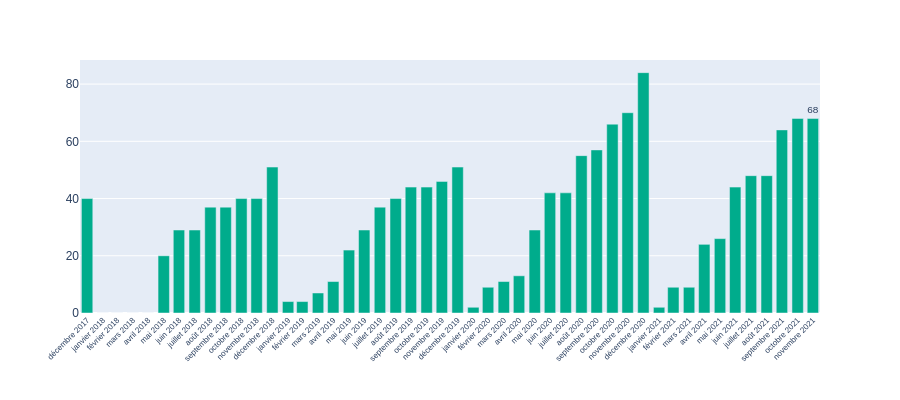 80
60
40
20
0
68
décembre 2017
janvier 2018
février 2018
mars 2018
avril 2018
mai 2018
juin 2018
juillet 2018
août 2018
septembre 2018
octobre 2018
novembre 2018
décembre 2018
janvier 2019
février 2019
mars 2019
avril 2019
mai 2019
juin 2019
juillet 2019
août 2019
septembre 2019
octobre 2019
novembre 2019
décembre 2019
janvier 2020
février 2020
mars 2020
avril 2020
mai 2020
juin 2020
juillet 2020
août 2020
septembre 2020
octobre 2020
novembre 2020
décembre 2020
janvier 2021
février 2021
mars 2021
avril 2021
mai 2021
juin 2021
juillet 2021
août 2021
septembre 2021
octobre 2021
novembre 2021